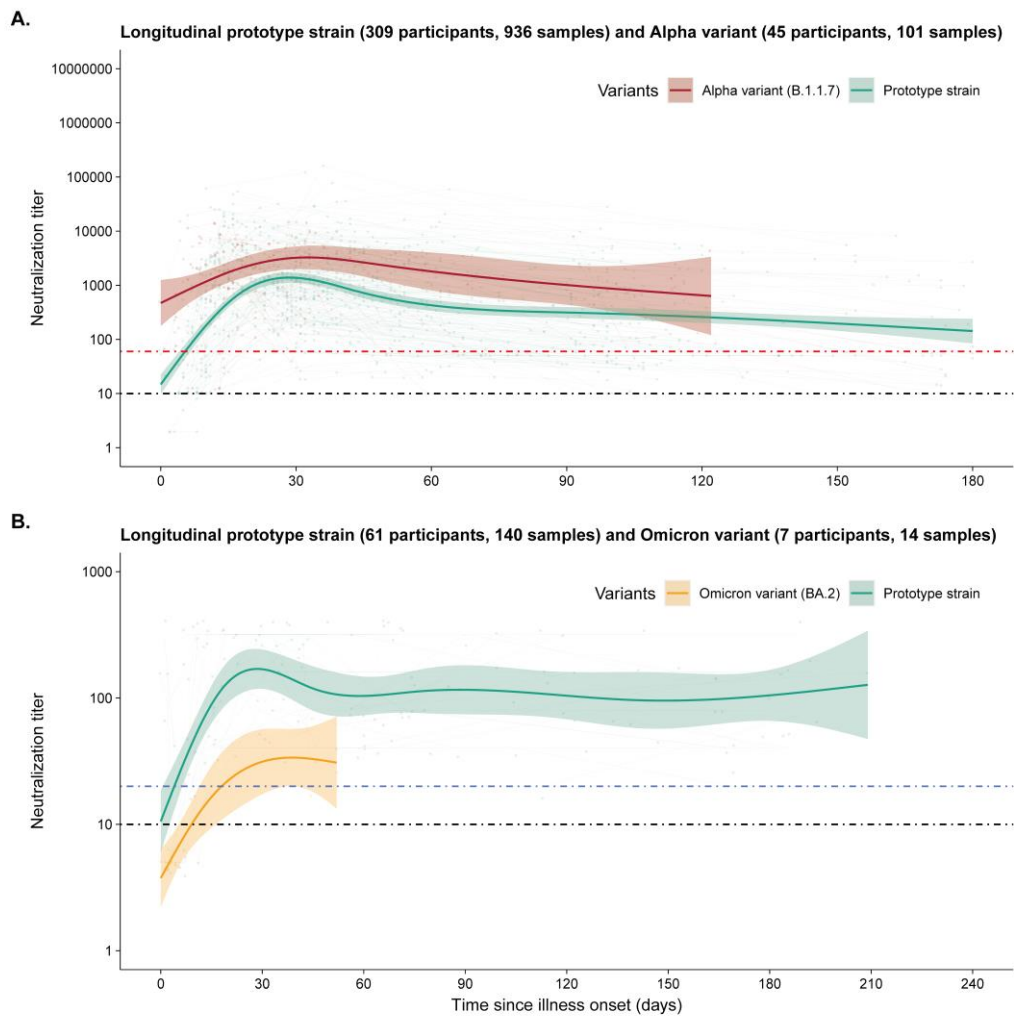 A.
Longitudinal prototype strain (309 participants, 936 samples) and Alpha variant (45 participants, 101 samples)
Variants Alpha variant (B.1.1.7) Prototype strain
Neutralization titer
10000000
1000000
100000
10000
1000
100
10
1
0 30 60 90 120 150 180
B.
Longitudinal prototype strain (61 participants, 140 samples) and Omicron variant (7 participants, 14 samples)
Variants Omicron variant (BA.2) Prototype strain
Neutralization titer
1000
100
10
1
0 30 60 90 120 150 180 210 240
Time since illness onset (days)